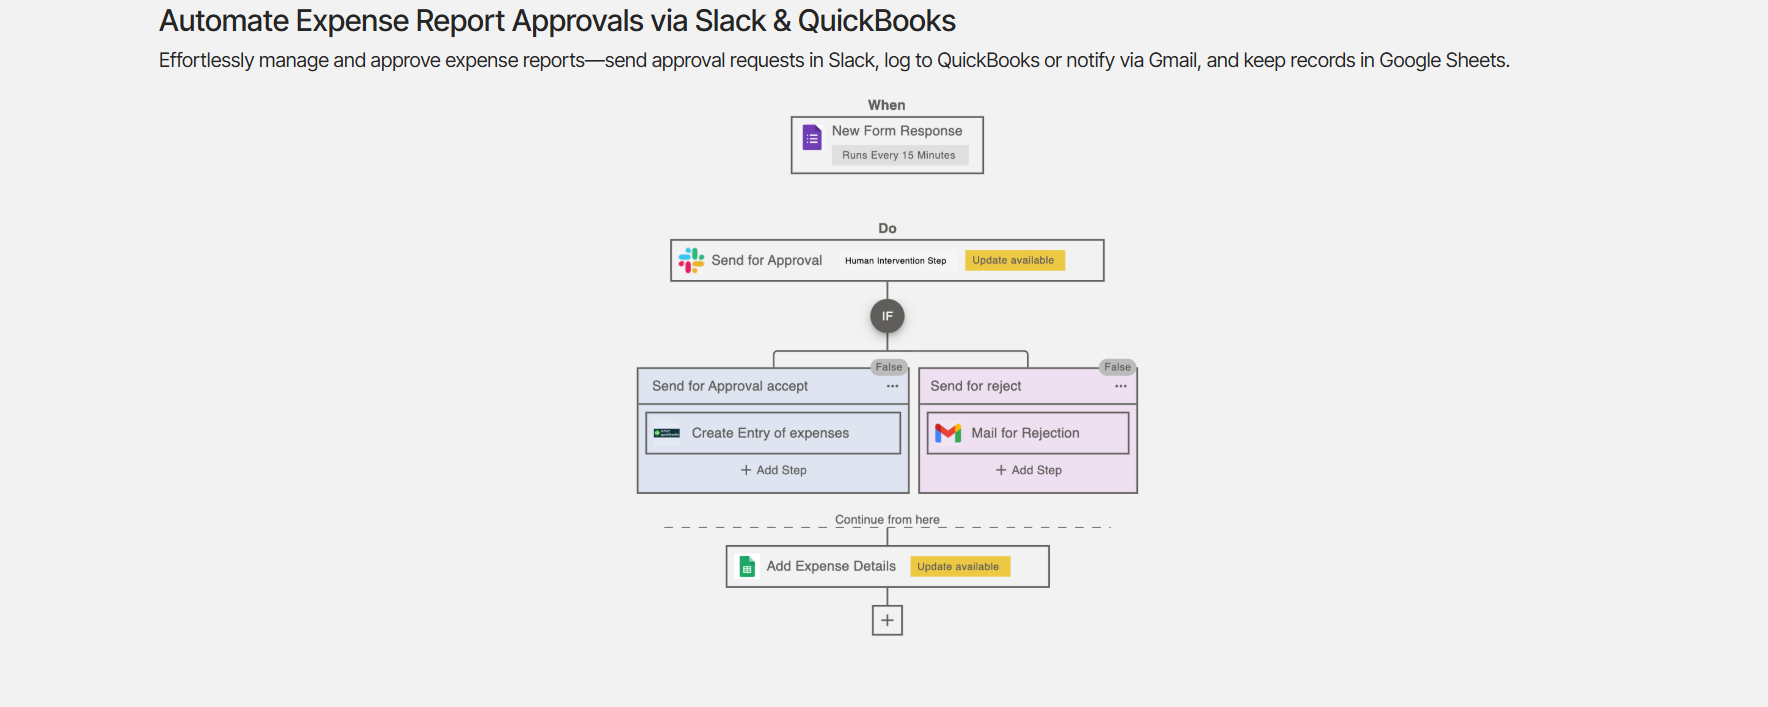 Automate Expense Report Approvals via Slack & QuickBooks
Effortlessly manage and approve expense reports—send approval requests in Slack, log to QuickBooks or notify via Gmail, and keep records in Google Sheets.
When
New Form Response
Runs Every 15 Minutes
Do
Send for Approval Human Intervention Step Update available
IF
False False
Send for Approval accept ••• Send for reject •••
Create Entry of expenses Mail for Rejection
+ Add Step + Add Step
Continue from here
Add Expense Details Update available
+